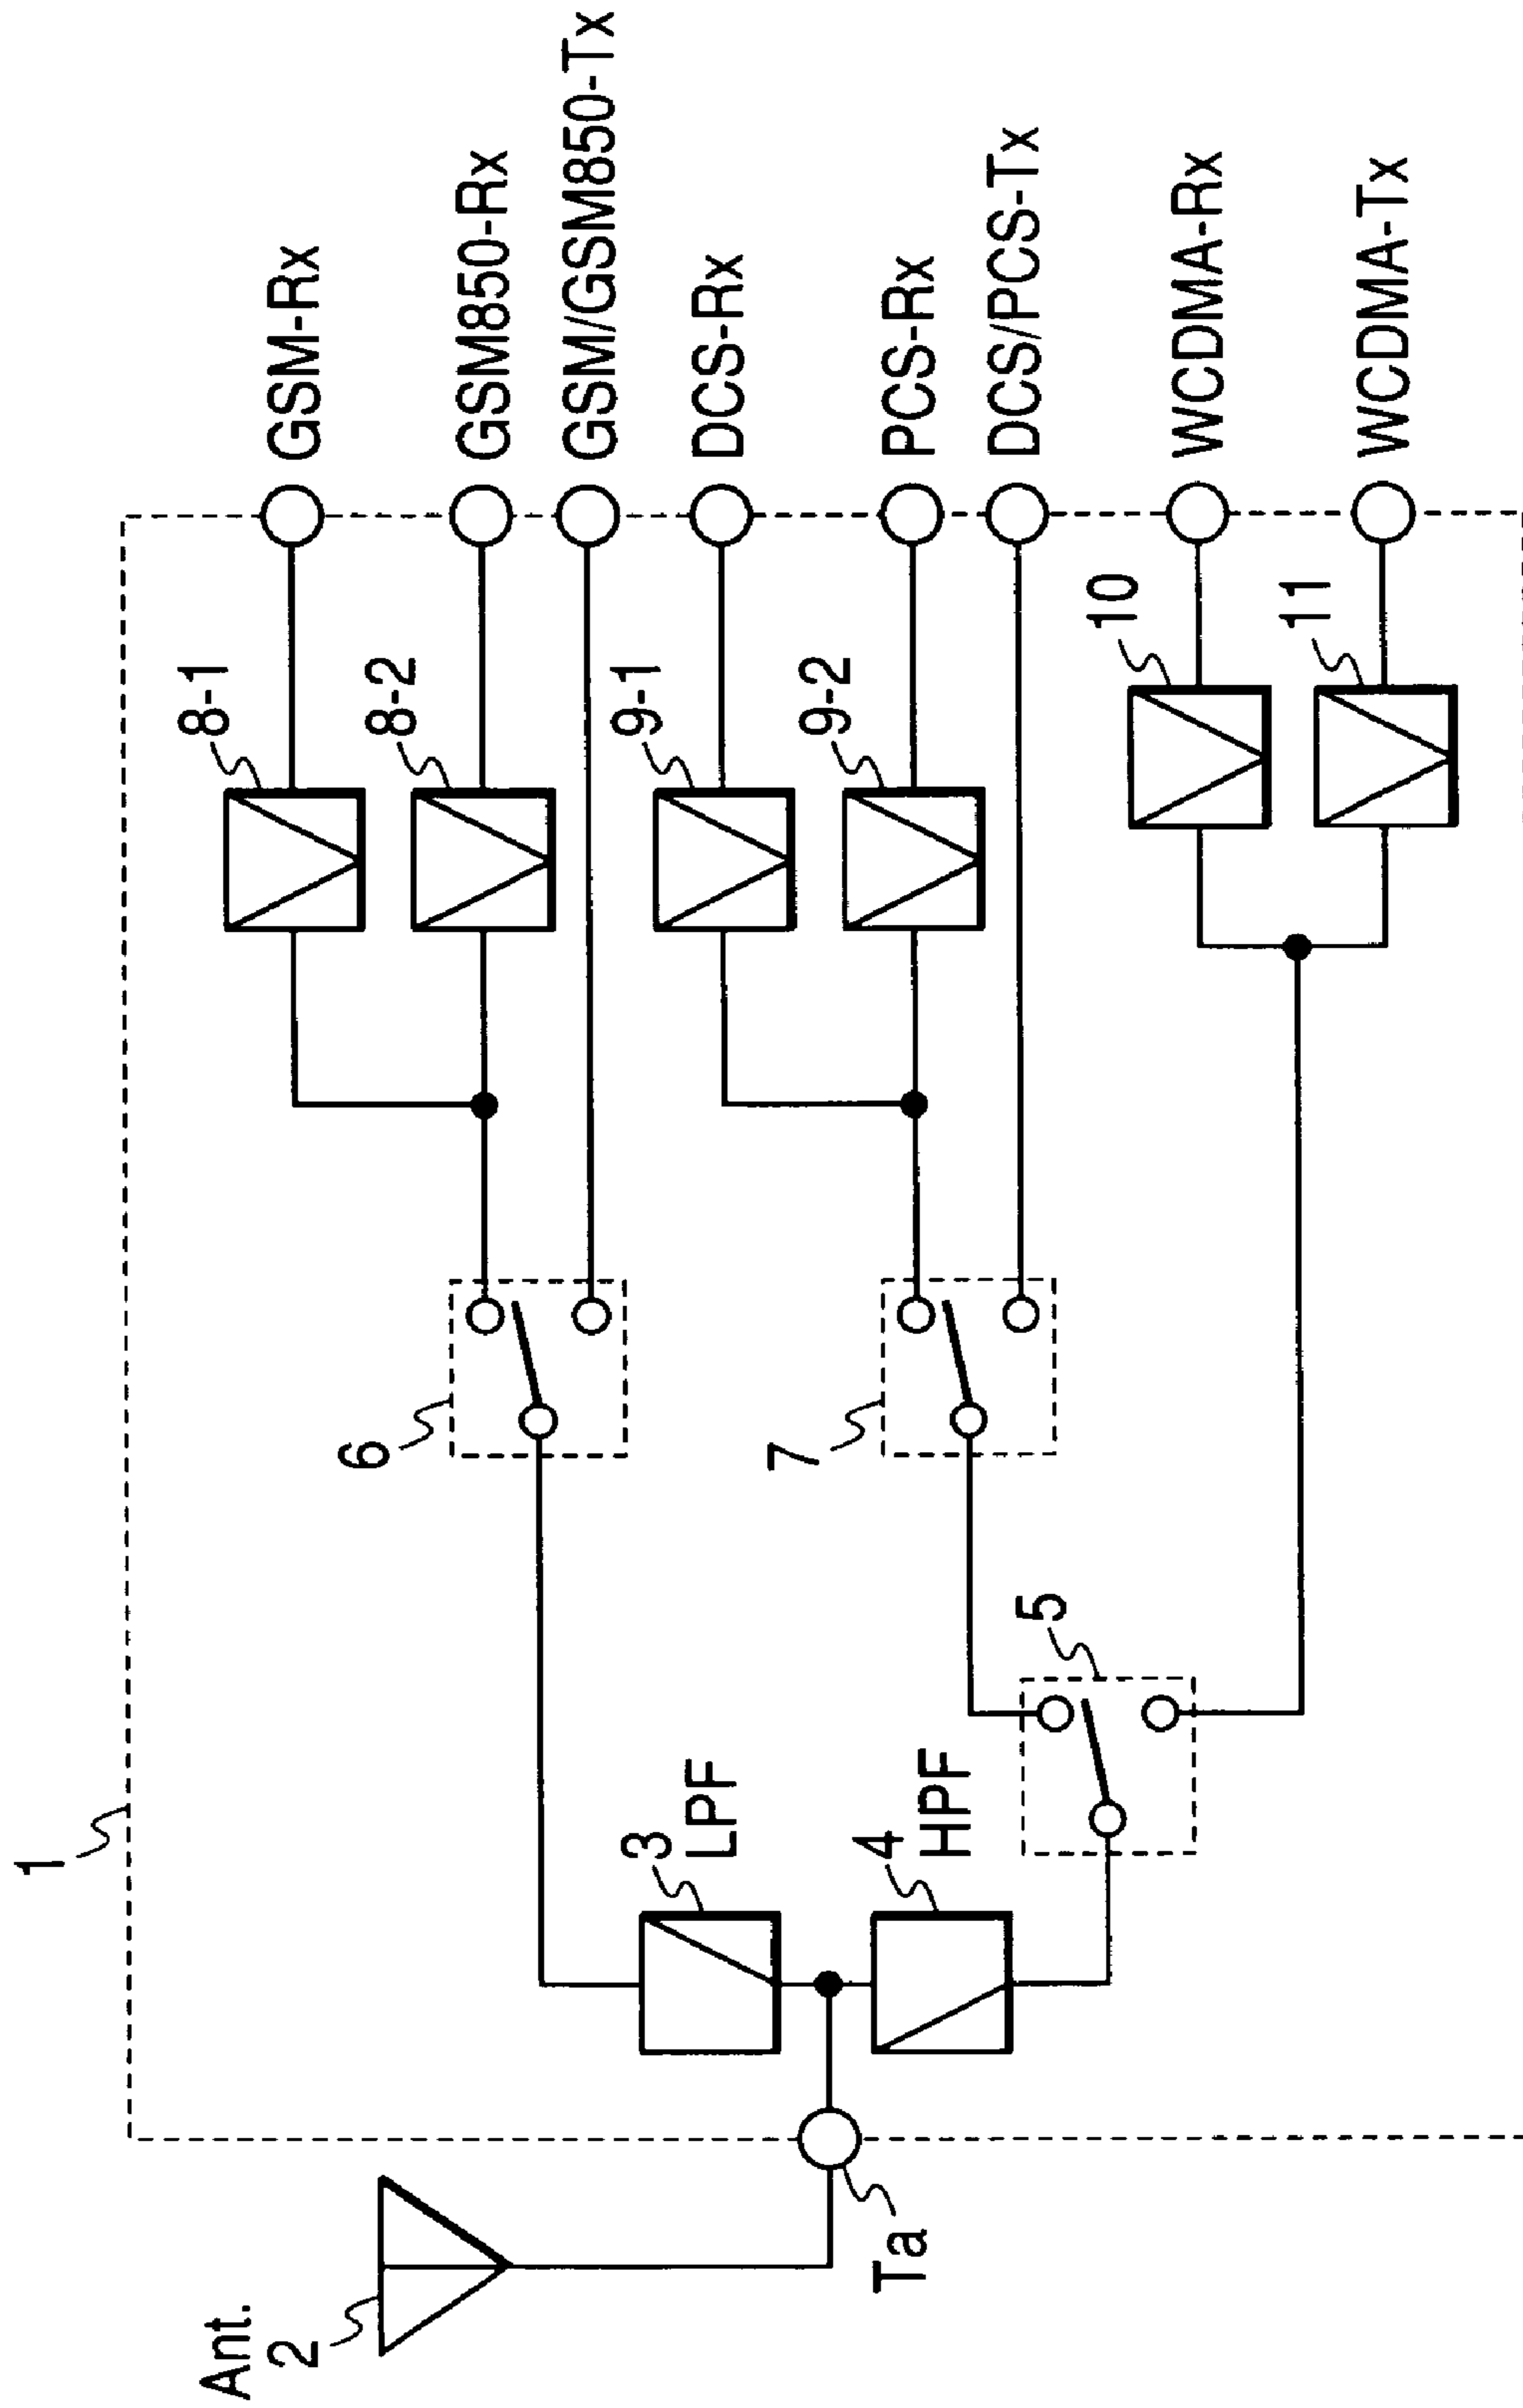 1
Ant.
2
Ta
3
LPF
4
HPF
5
6
7
8-1
8-2
9-1
9-2
10
11
GSM-Rx
GSM850-Rx
GSM/GSM850-Tx
DCS-Rx
PCS-Rx
DCS/PCS-Tx
WCDMA-Rx
WCDMA-Tx